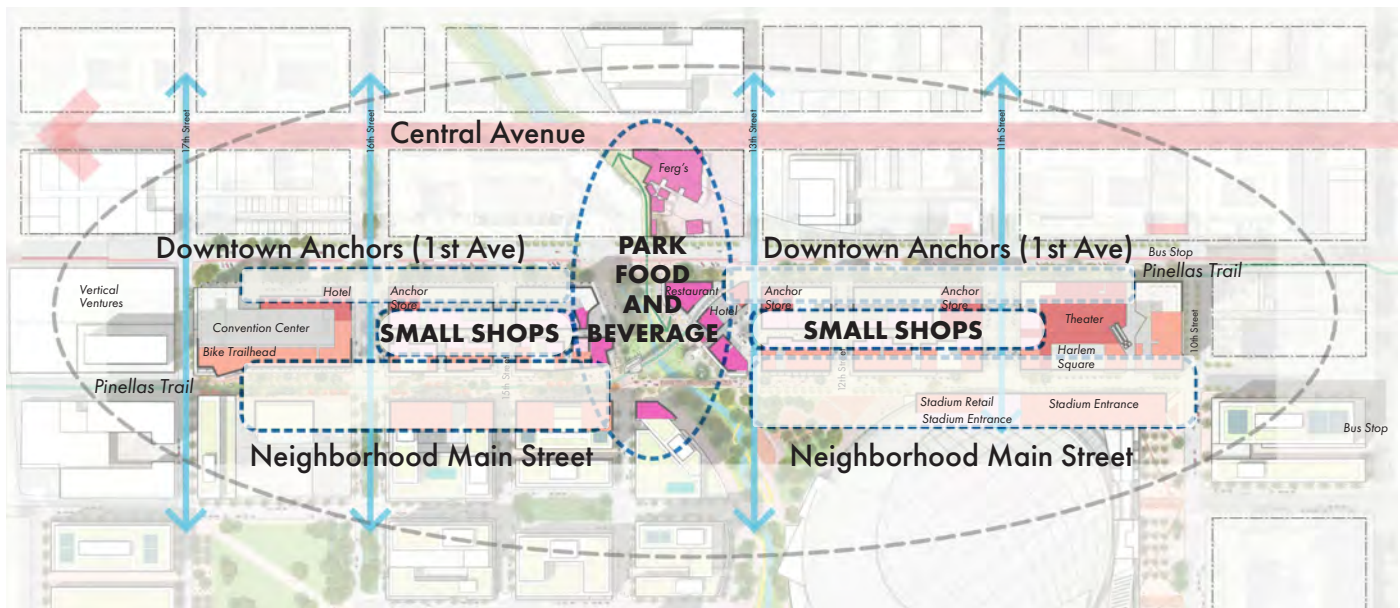 17th Street
16th Street
Central Avenue
13th Street
11th Street
Ferg's
Downtown Anchors (1st Ave)
PARK
FOOD
AND
BEVERAGE
Downtown Anchors (1st Ave)
Bus Stop
Pinellas Trail
Vertical
Ventures
Hotel
Anchor
Store
Restaurant
Hotel
Anchor
Store
Anchor
Store
Convention Center
SMALL SHOPS
SMALL SHOPS
Theater
10th Street
Bike Trailhead
15th Street
12th Street
Harlem
Square
Pinellas Trail
Stadium Retail
Stadium Entrance
Stadium Entrance
Bus Stop
Neighborhood Main Street
Neighborhood Main Street